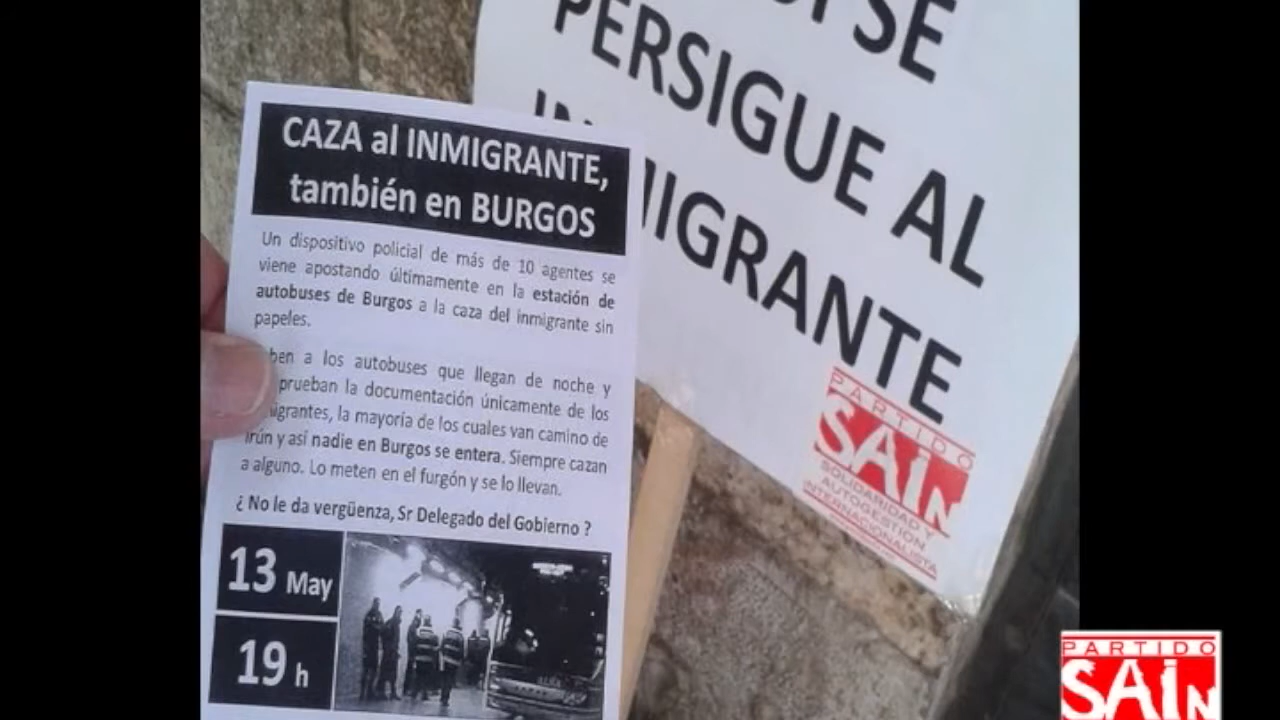 CAZA al INMIGRANTE,
también en BURGOS
Un dispositivo policial de más de 10 agentes se
viene apostando últimamente en la estación de
autobuses de Burgos a la caza del inmigrante sin
papeles.
ben a los autobuses que llegan de noche y
prueban la documentación únicamente de los
igrantes, la mayoría de los cuales van camino de
Irún y así nadie en Burgos se entera. Siempre cazan
a alguno. Lo meten en el furgón y se lo llevan.
¿ No le da vergüenza, Sr Delegado del Gobierno ?
13 May
19 h
SE
PERSIGUE AL
INMIGRANTE
PARTIDO
SAIn
SOLIDARIDAD Y
AUTOGESTIÓN
INTERNACIONALISTA
PARTIDO
SAIn